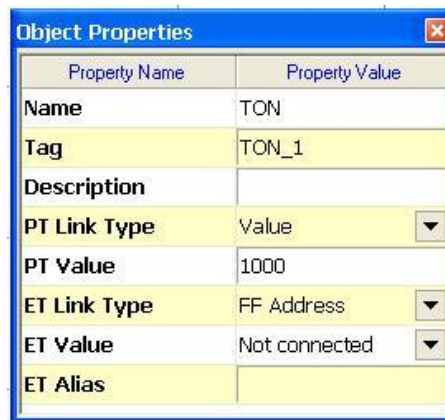 Object Properties
Property Name Property Value
Name TON
Tag TON_1
Description
PT Link Type Value
PT Value 1000
ET Link Type FF Address
ET Value Not connected
ET Alias